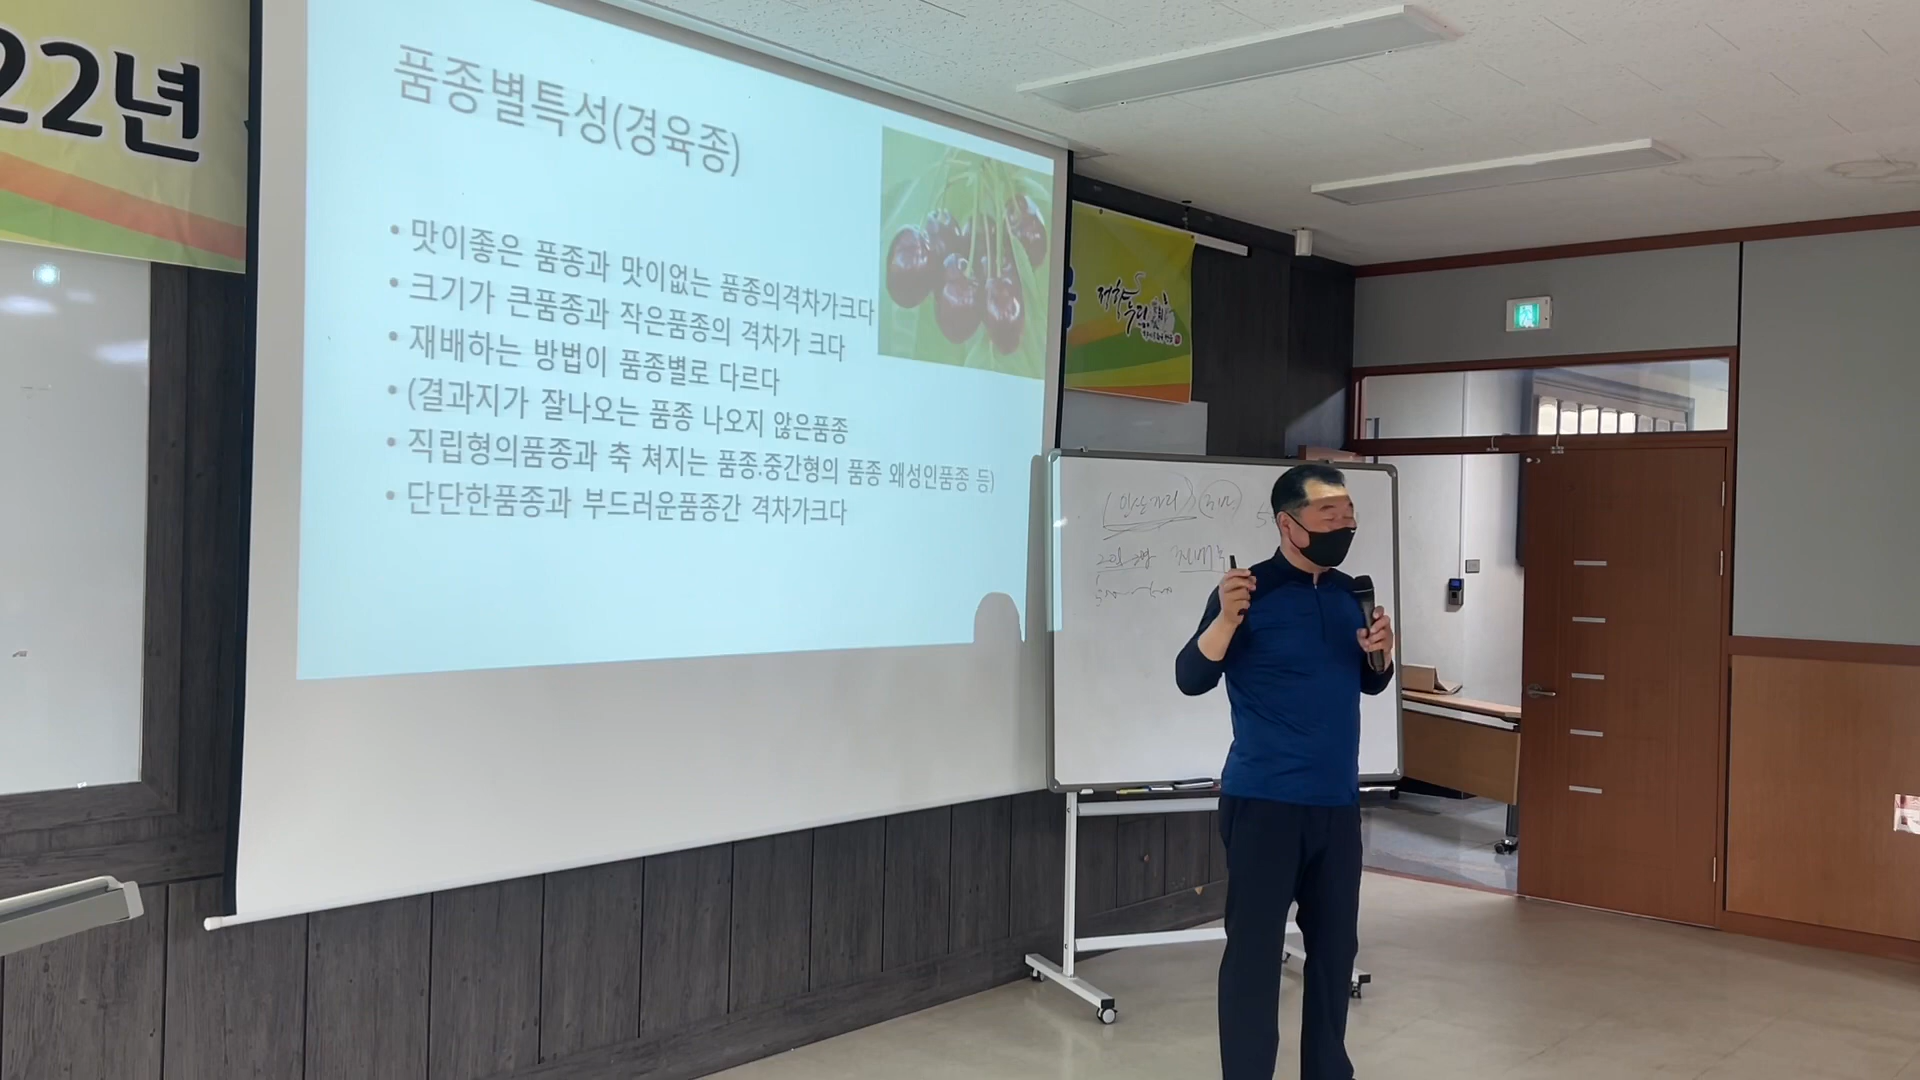 22년
품종별특성(경육종)
• 맛이좋은 품종과 맛이없는 품종의격차가크다
• 크기가 큰품종과 작은품종의 격차가 크다
• 재배하는 방법이 품종별로 다르다
• (결과지가 잘나오는 품종 나오지 않은품종
• 직립형의품종과 축 쳐지는 품종.중간형의 품종 왜성인품종 등)
• 단단한품종과 부드러운품종간 격차가크다